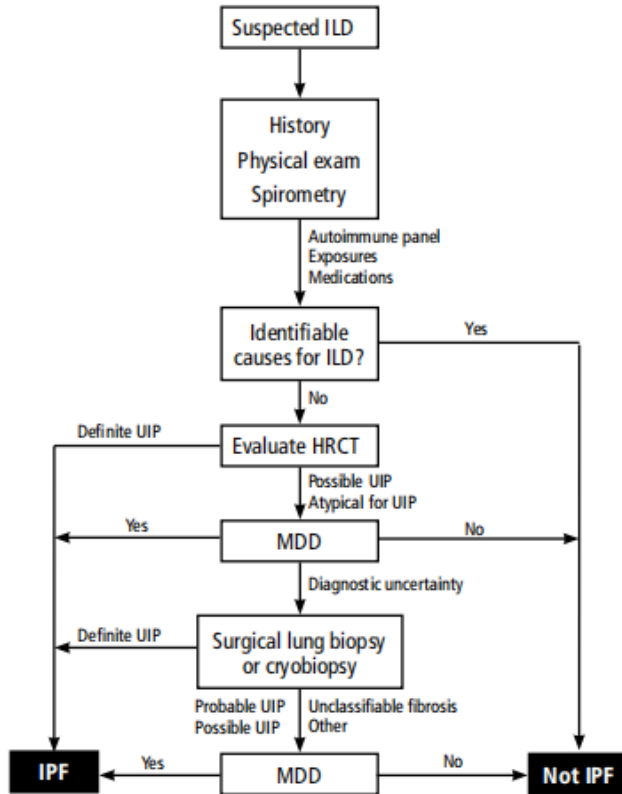 Suspected ILD
History
Physical exam
Spirometry
Autoimmune panel
Exposures
Medications
Identifiable
causes for ILD?
Yes
No
Definite UIP
Evaluate HRCT
Possible UIP
Atypical for UIP
Yes
MDD
No
Diagnostic uncertainty
Definite UIP
Surgical lung biopsy
or cryobiopsy
Probable UIP
Possible UIP
Unclassifiable fibrosis
Other
IPF
Yes
MDD
No
Not IPF